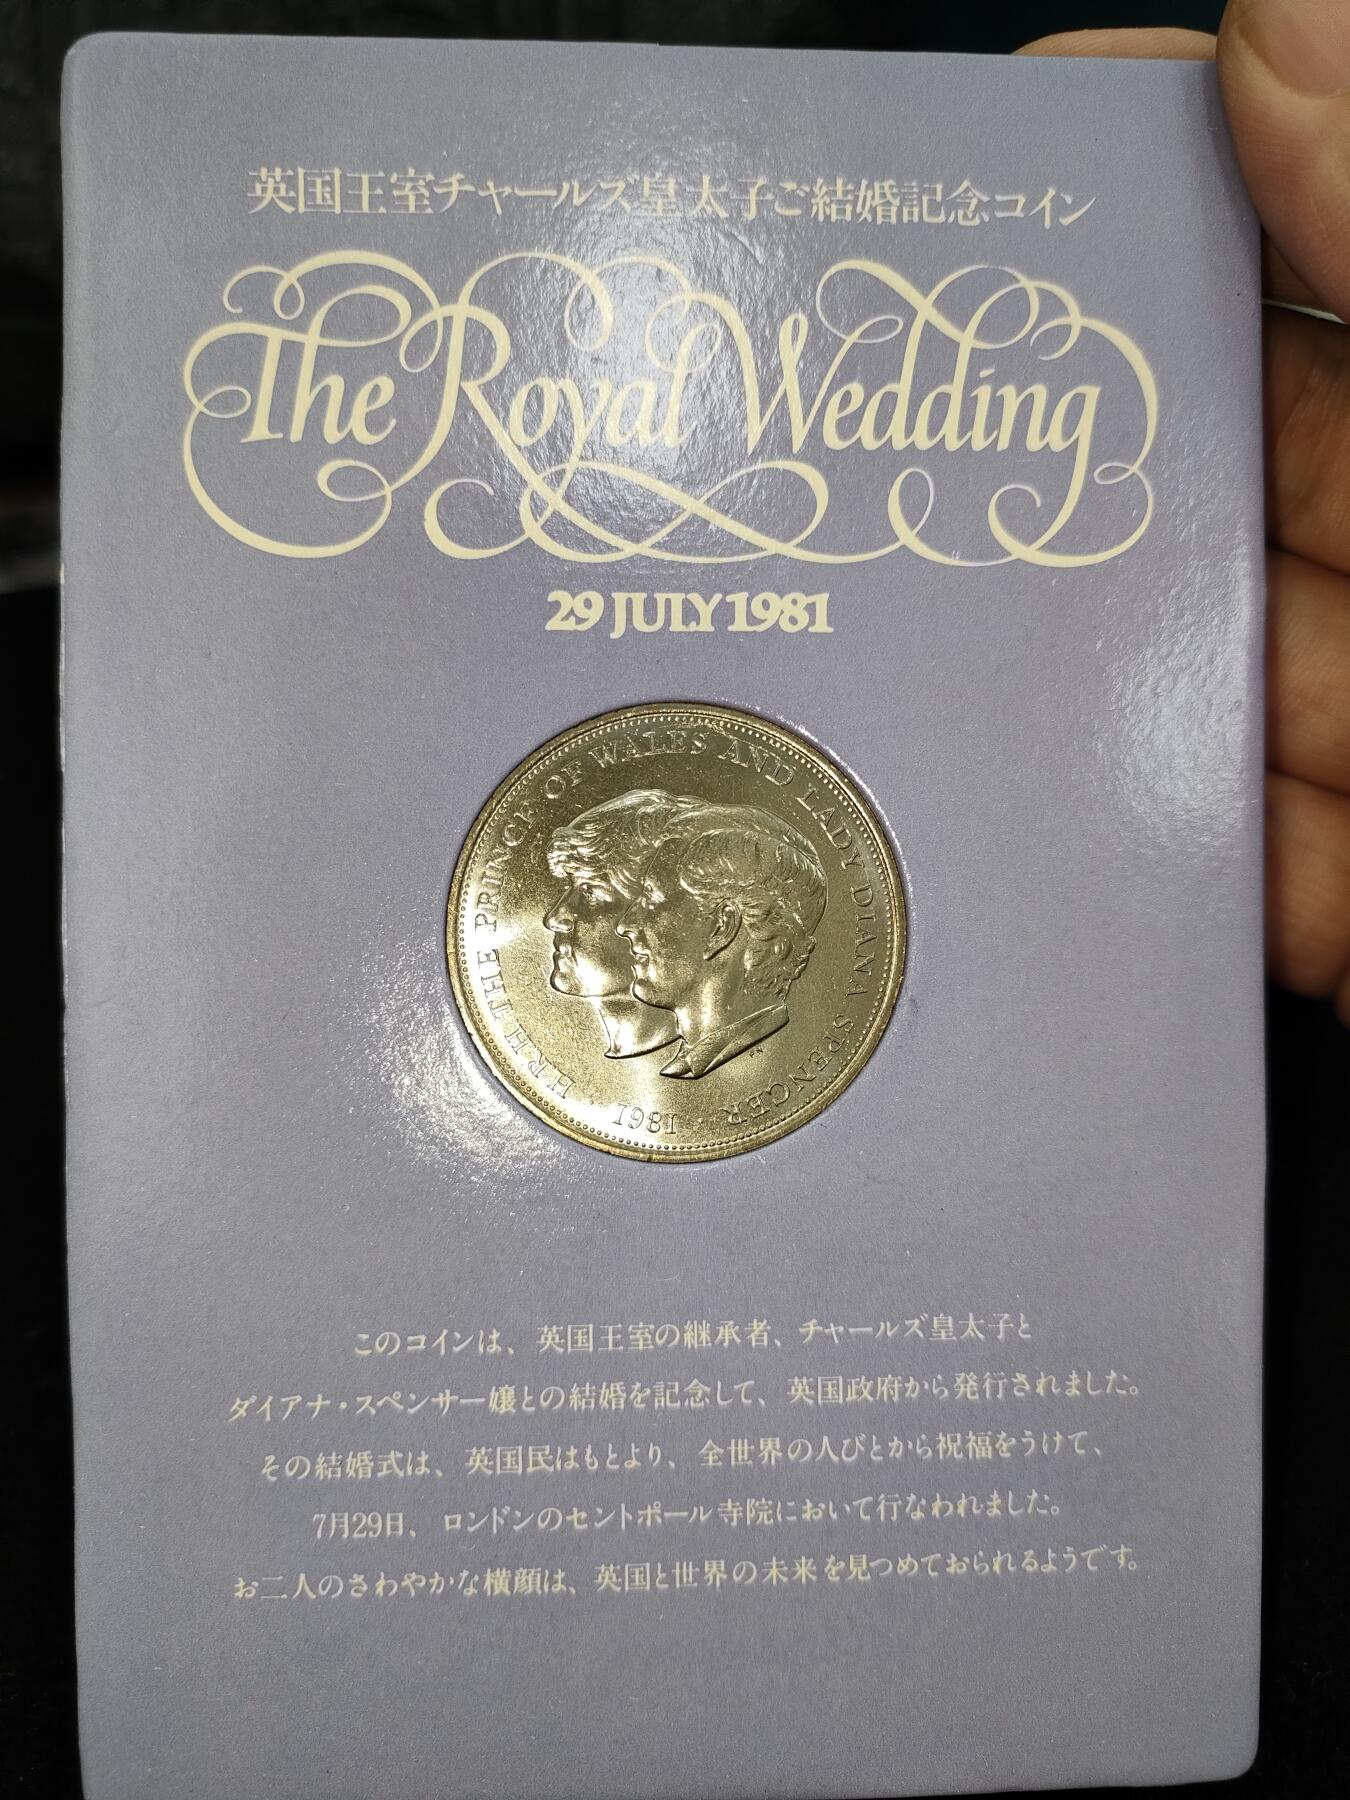 英国王室チャールズ皇太子ご結婚記念コイン
The Royal Wedding
29 JULY 1981
H.R.H THE PRINCE OF WALES AND LADY DIANA SPENCER
1981
PN
このコインは、英国王室の継承者、チャールズ皇太子と
ダイアナ・スペンサー嬢との結婚を記念して、英国政府から発行されました。
その結婚式は、英国民はもとより、全世界の人びとから祝福をうけて、
7月29日、ロンドンのセントポール寺院において行なわれました。
お二人のさわやかな横顔は、英国と世界の未来を見つめておられるようです。